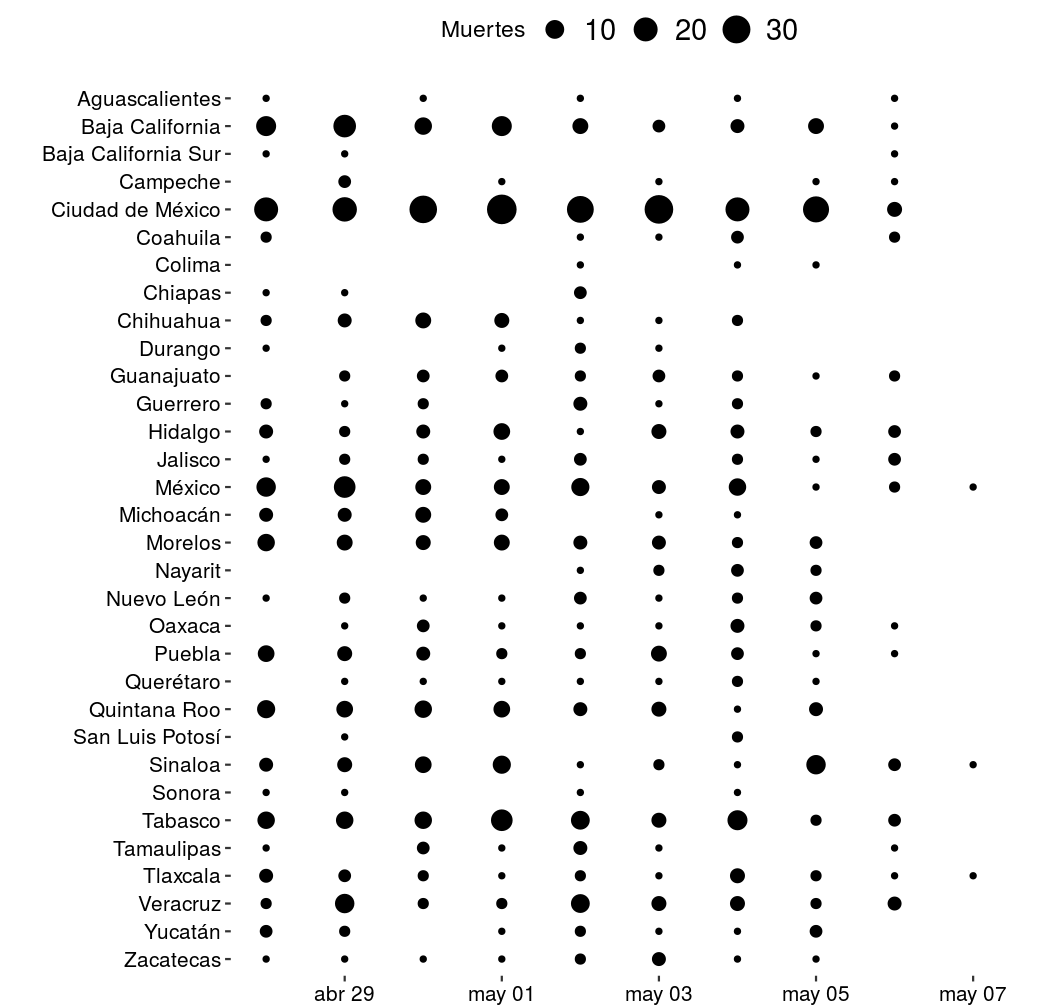 Muertes 10 20 30
Aguascalientes
Baja California
Baja California Sur
Campeche
Ciudad de México
Coahuila
Colima
Chiapas
Chihuahua
Durango
Guanajuato
Guerrero
Hidalgo
Jalisco
México
Michoacán
Morelos
Nayarit
Nuevo León
Oaxaca
Puebla
Querétaro
Quintana Roo
San Luis Potosí
Sinaloa
Sonora
Tabasco
Tamaulipas
Tlaxcala
Veracruz
Yucatán
Zacatecas
abr 29 may 01 may 03 may 05 may 07